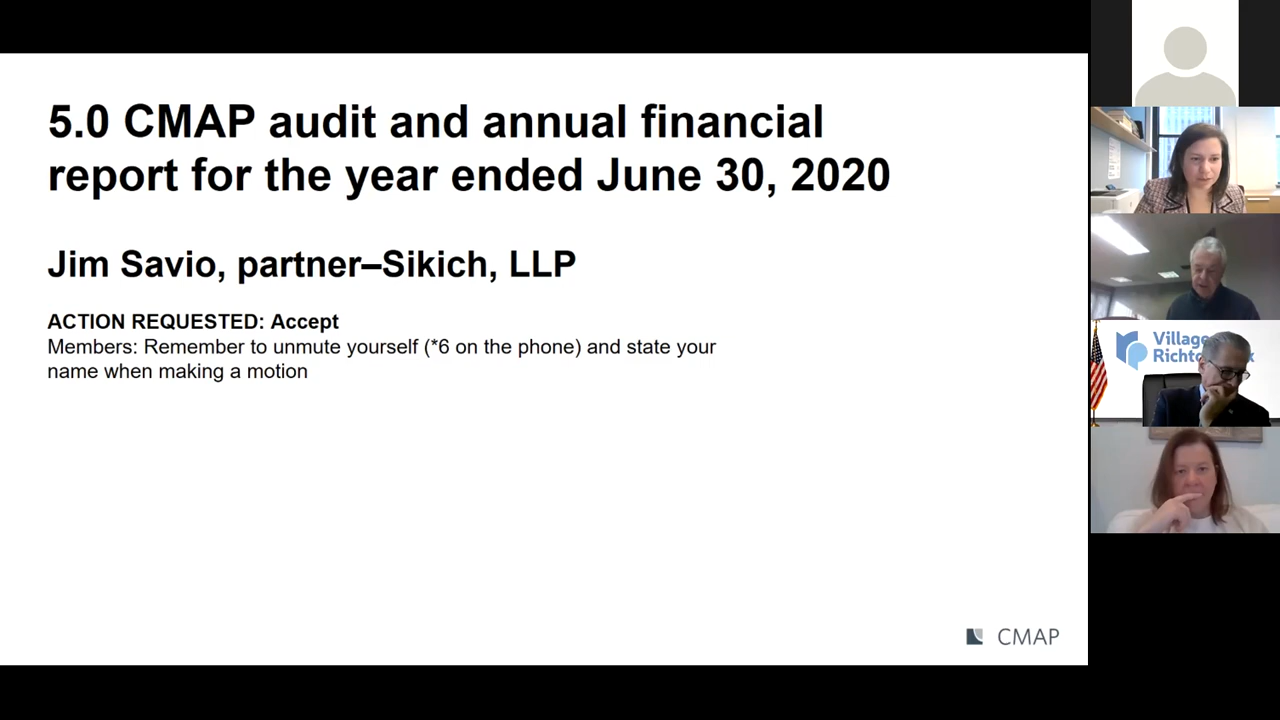 5.0 CMAP audit and annual financial
report for the year ended June 30, 2020
Jim Savio, partner–Sikich, LLP
ACTION REQUESTED: Accept
Members: Remember to unmute yourself (*6 on the phone) and state your
name when making a motion
CMAP
Village